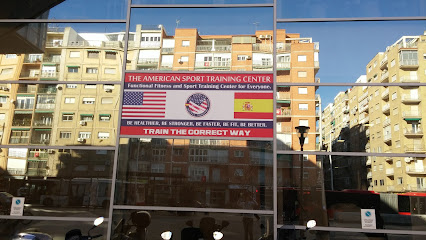 THE AMERICAN SPORT TRAINING CENTER
Functional Fitness and Sport Training Center for Everyone.
BE HEALTHIER, BE STRONGER, BE FASTER, BE FIT, BE BETTER.
TRAIN THE CORRECT WAY